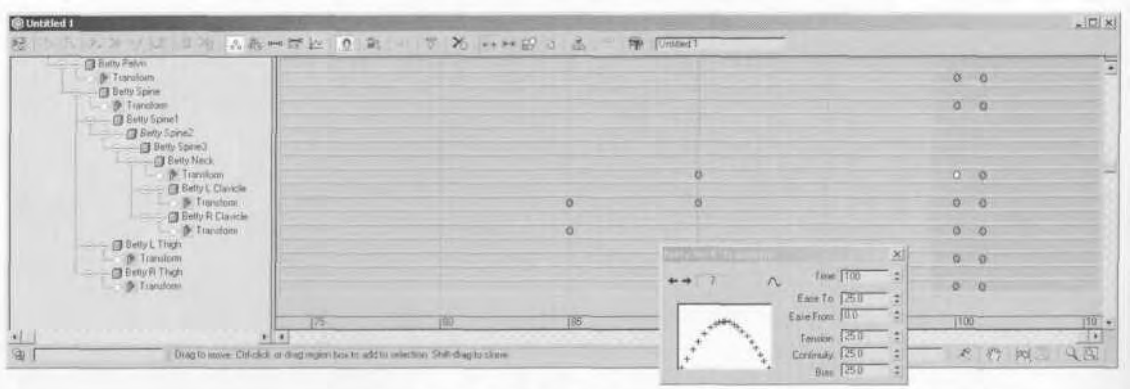 Untitled 1
Untitled 1
Betty Pelvis
Transform
Betty Spine
Transform
Betty Spine1
Betty Spine2
Betty Spine3
Betty Neck
Transform
Betty L Clavicle
Transform
Betty R Clavicle
Transform
Betty L Thigh
Transform
Betty R Thigh
Transform
7
Time: 100
Ease To: 25.0
Ease From: 0.0
Tension: 25.0
Continuity: 25.0
Bias: 25.0
75 80 85 100 10
Drag to move. Ctrl-click or drag region box to add to selection. Shift-drag to clone.